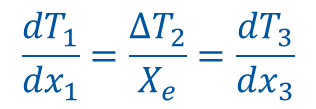 dT₁/dx₁ = ΔT₂/Xₑ = dT₃/dx₃